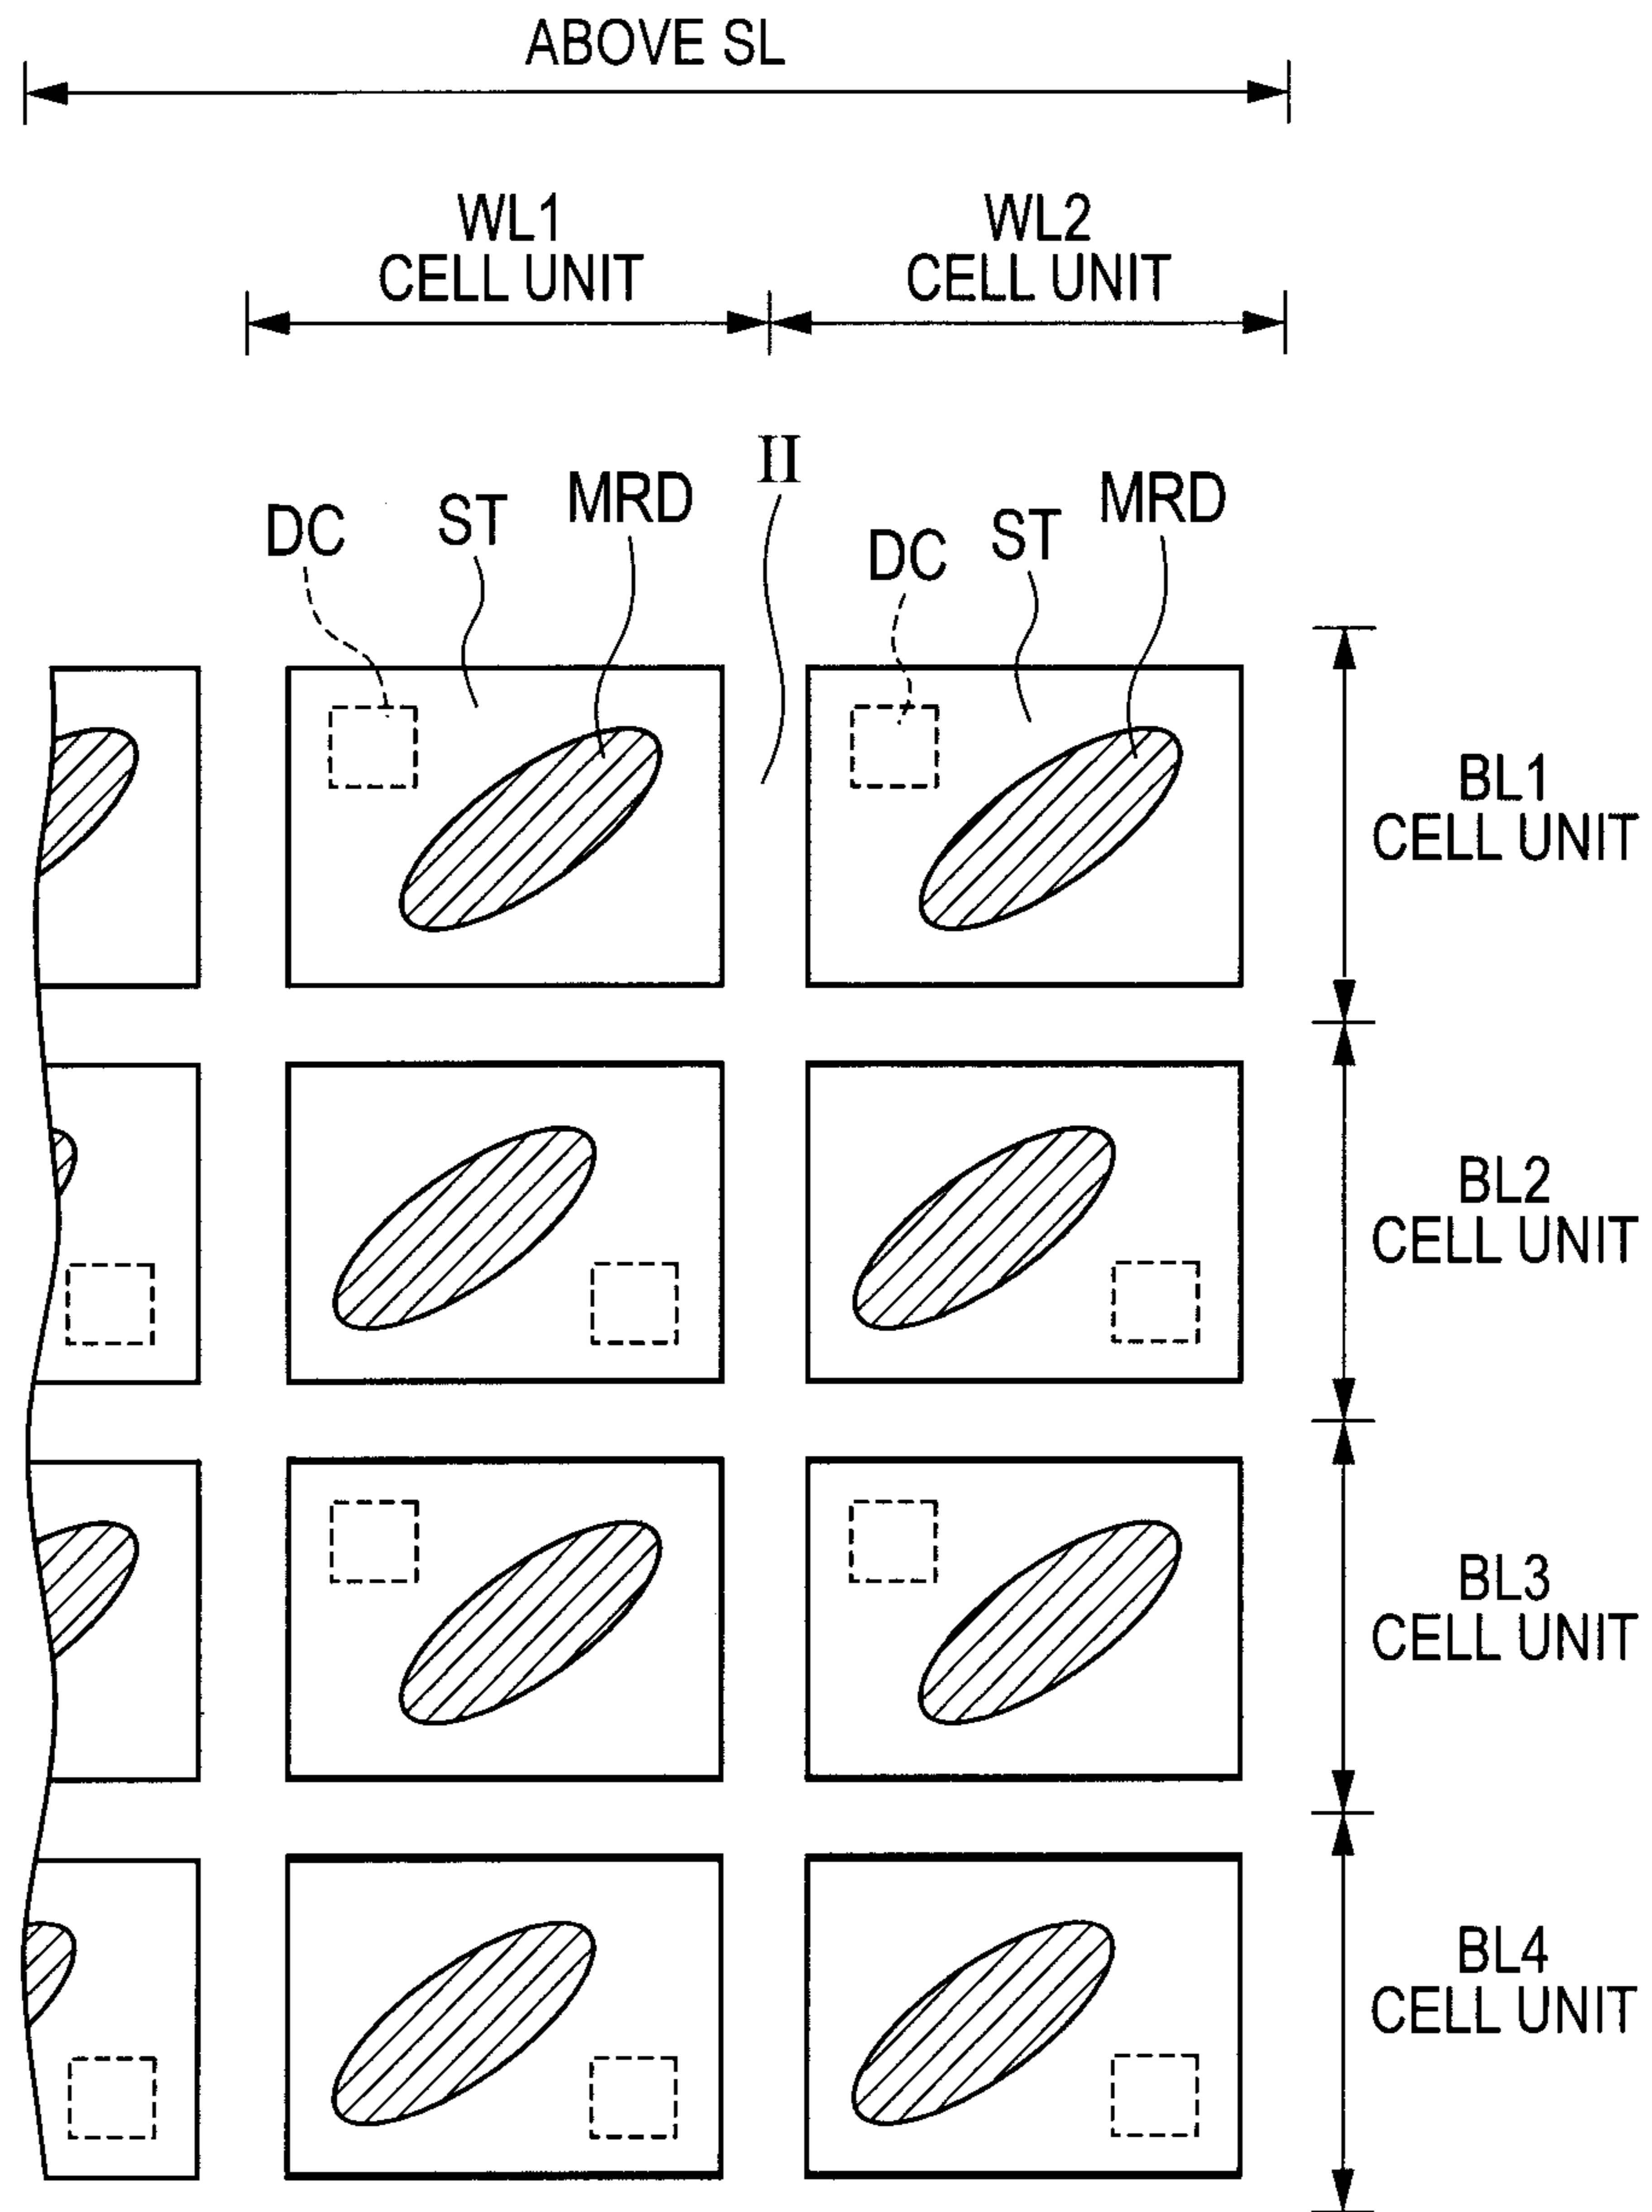 ABOVE SL
WL1
CELL UNIT
WL2
CELL UNIT
II
DC
ST
MRD
DC
ST
MRD
BL1
CELL UNIT
BL2
CELL UNIT
BL3
CELL UNIT
BL4
CELL UNIT